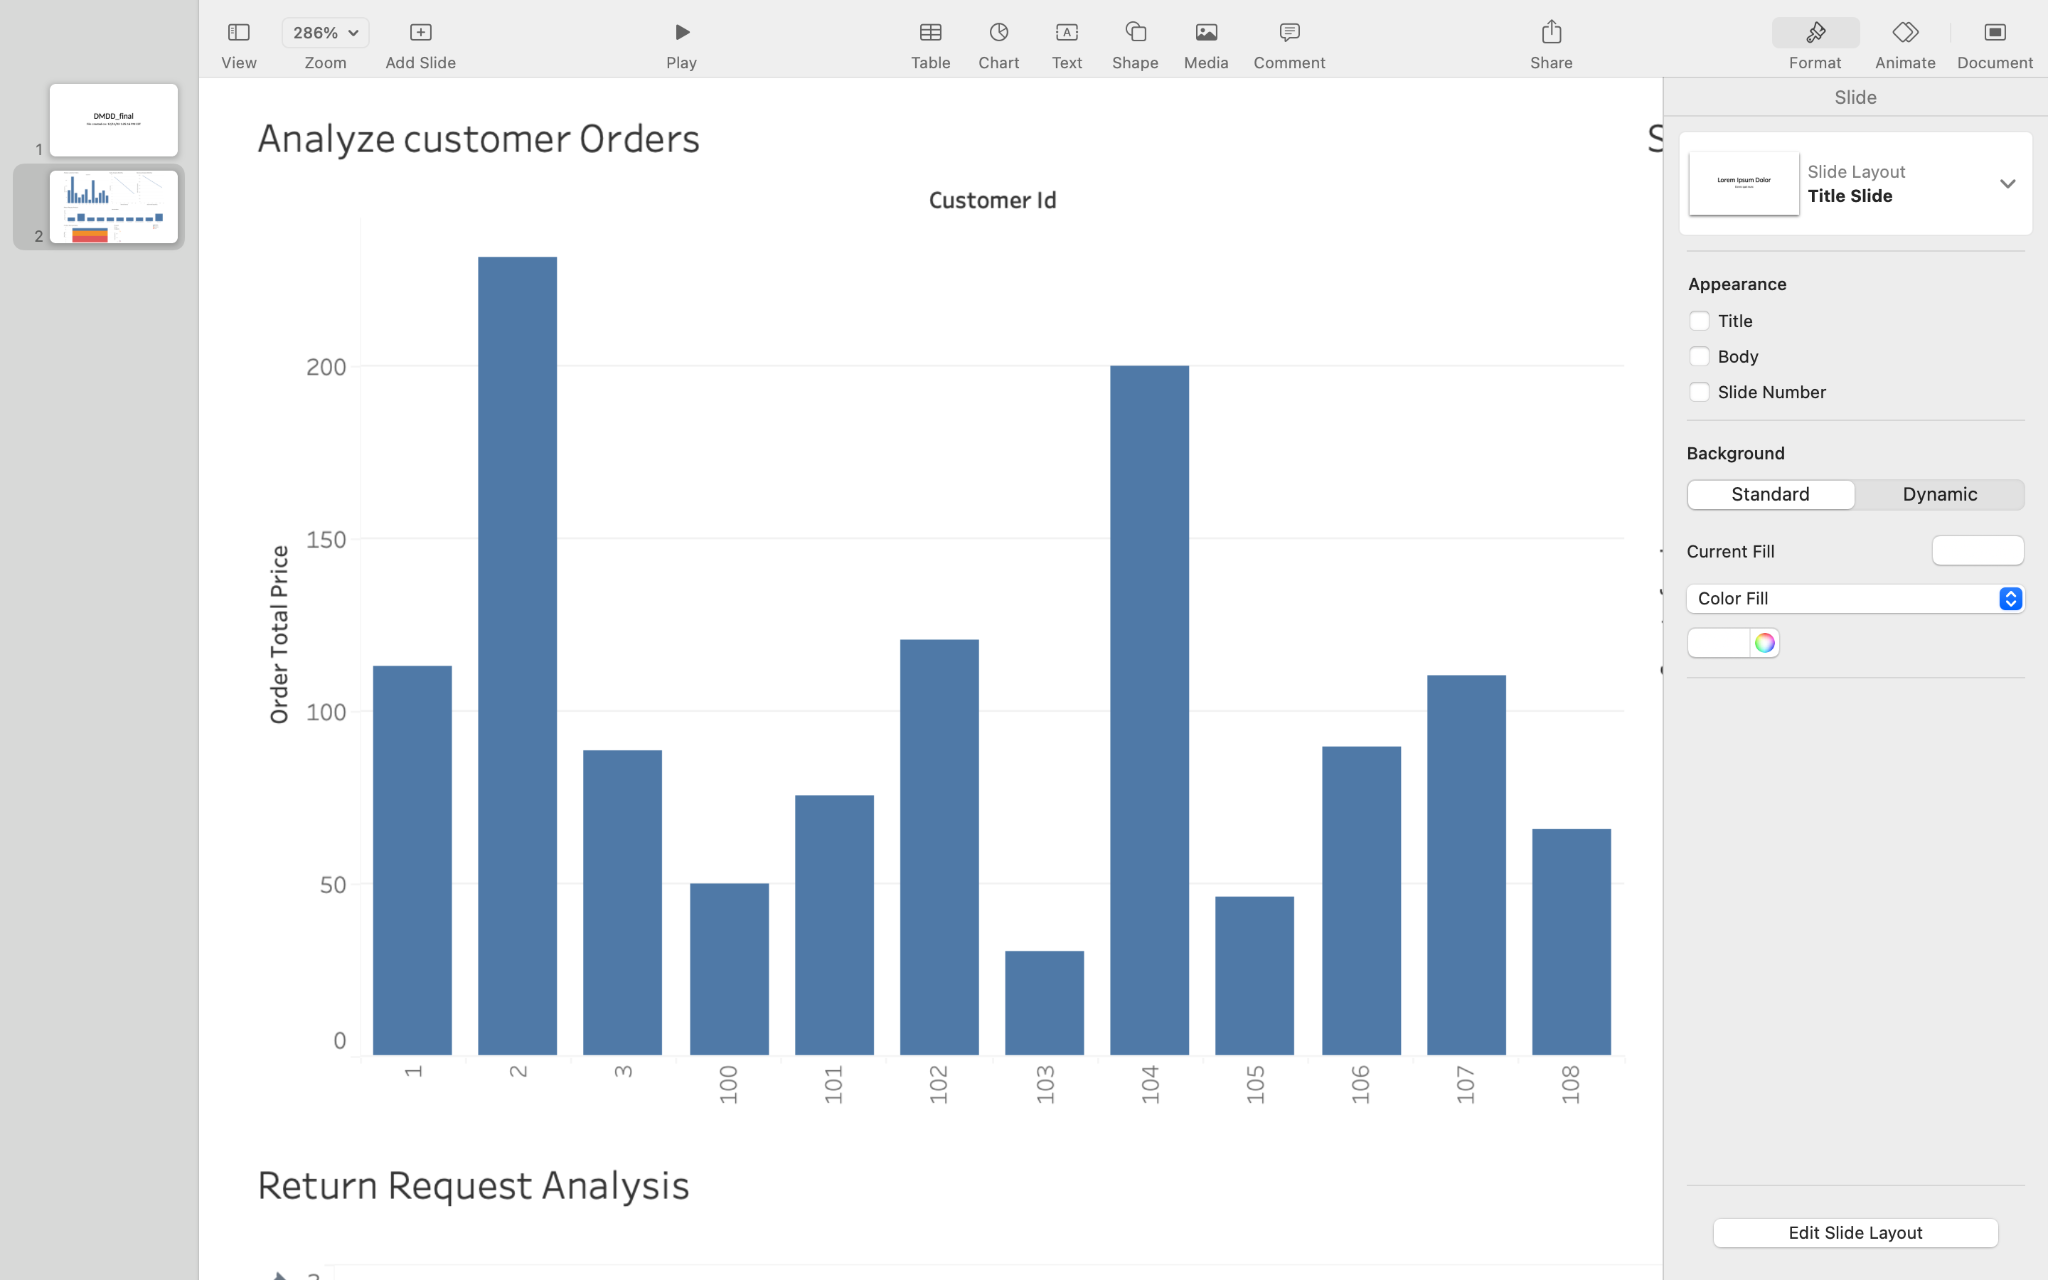 286%
View
Zoom
Add Slide
Play
Table
Chart
Text
Shape
Media
Comment
Share
Format
Animate
Document
1
DMDD_final
2
Analyze customer Orders
S
Customer Id
Order Total Price
200
150
100
50
0
1
2
3
100
101
102
103
104
105
106
107
108
Return Request Analysis
Slide
Lorem Ipsum Dolor
Slide Layout
Title Slide
Appearance
Title
Body
Slide Number
Background
Standard
Dynamic
Current Fill
Color Fill
Edit Slide Layout